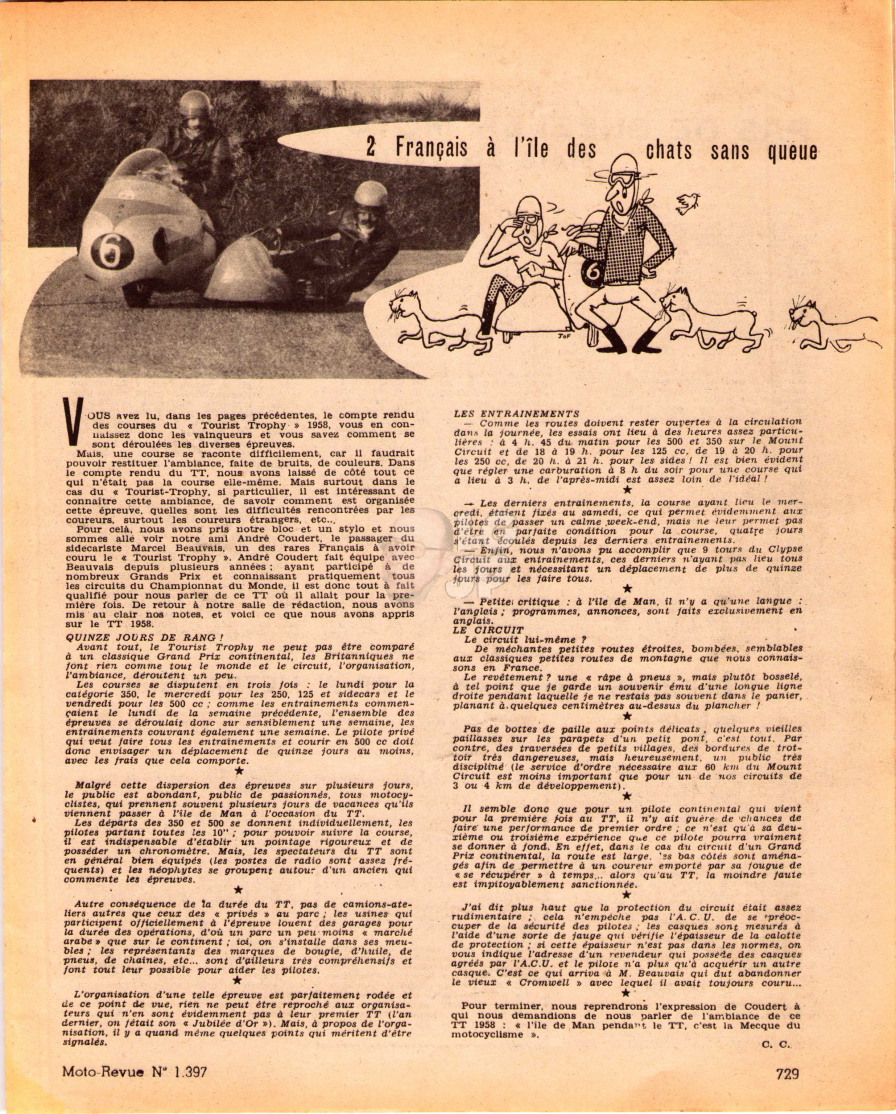 2 Français à l'île des chats sans queue
6
6
JOF
VOUS avez lu, dans les pages précédentes, le compte rendu
des courses du « Tourist Trophy » 1958, vous en con-
naissez donc les vainqueurs et vous savez comment se
sont déroulées les diverses épreuves.
Mais, une course se raconte difficilement, car il faudrait
pouvoir restituer l'ambiance, faite de bruits, de couleurs. Dans
le compte rendu du TT, nous avons laissé de côté tout ce
qui n'était pas la course elle-même. Mais surtout dans le
cas du « Tourist-Trophy, si particulier, il est intéressant de
connaître cette ambiance, de savoir comment est organisée
cette épreuve, quelles sont les difficultés rencontrées par les
coureurs, surtout les coureurs étrangers, etc...
Pour celà, nous avons pris notre bloc et un stylo et nous
sommes allé voir notre ami André Coudert, le passager du
sidecariste Marcel Beauvais, un des rares Français à avoir
couru le « Tourist Trophy ». André Coudert fait équipe avec
Beauvais depuis plusieurs années ; ayant participé à de
nombreux Grands Prix et connaissant pratiquement tous
les circuits du Championnat du Monde, il est donc tout à fait
qualifié pour nous parler de ce TT où il allait pour la pre-
mière fois. De retour à notre salle de rédaction, nous avons
mis au clair nos notes, et voici ce que nous avons appris
sur le TT 1958.
QUINZE JOURS DE RANG !
Avant tout, le Tourist Trophy ne peut pas être comparé
à un classique Grand Prix continental, les Britanniques ne
font rien comme tout le monde et le circuit, l'organisation,
l'ambiance, déroutent un peu.
Les courses se disputent en trois fois : le lundi pour la
catégorie 350, le mercredi pour les 250, 125 et sidecars et le
vendredi pour les 500 cc ; comme les entrainements commen-
çaient le lundi de la semaine précédente, l'ensemble des
épreuves se déroulait donc sur sensiblement une semaine, les
entrainements couvrant également une semaine. Le pilote privé
qui veut faire tous les entrainements et courir en 500 cc doit
donc envisager un déplacement de quinze jours au moins,
avec les frais que cela comporte.
★
Malgré cette dispersion des épreuves sur plusieurs jours,
le public est abondant, public de passionnés, tous motocy-
clistes, qui prennent souvent plusieurs jours de vacances qu'ils
viennent passer à l'île de Man à l'occasion du TT.
Les départs des 350 et 500 se donnent individuellement, les
pilotes partant toutes les 10" ; pour pouvoir suivre la course,
il est indispensable d'établir un pointage rigoureux et de
posséder un chronomètre. Mais, les spectateurs du TT sont
en général bien équipés (les postes de radio sont assez fré-
quents) et les néophytes se groupent autour d'un ancien qui
commente les épreuves.
★
Autre conséquence de la durée du TT, pas de camions-ate-
liers autres que ceux des « privés » au parc ; les usines qui
participent officiellement à l'épreuve louent des garages pour
la durée des opérations, d'où un parc un peu moins « marché
arabe » que sur le continent ; ici, on s'installe dans ses meu-
bles ; les représentants des marques de bougie, d'huile, de
pneus, de chaînes, etc... sont d'ailleurs très compréhensifs et
font tout leur possible pour aider les pilotes.
★
L'organisation d'une telle épreuve est parfaitement rodée et
de ce point de vue, rien ne peut être reproché aux organisa-
teurs qui n'en sont évidemment pas à leur premier TT (l'an
dernier, on fêtait son « Jubilée d'Or »). Mais, à propos de l'orga-
nisation, il y a quand même quelques points qui méritent d'être
signalés.
LES ENTRAINEMENTS
— Comme les routes doivent rester ouvertes à la circulation
dans la journée, les essais ont lieu à des heures assez particu-
lières : à 4 h. 45 du matin pour les 500 et 350 sur le Mount
Circuit et de 18 à 19 h. pour les 125 cc, de 19 à 20 h. pour
les 250 cc, de 20 h. à 21 h. pour les sides ! Il est bien évident
que régler une carburation à 8 h du soir pour une course qui
a lieu à 3 h. de l'après-midi est assez loin de l'idéal !
★
— Les derniers entrainements, la course ayant lieu le mer-
credi, étaient fixés au samedi, ce qui permet évidemment aux
pilotes de passer un calme week-end, mais ne leur permet pas
d'être en parfaite condition pour la course, quatre jours
s'étant écoulés depuis les derniers entrainements.
— Enfin, nous n'avons pu accomplir que 9 tours du Clypse
Circuit aux entrainements, ces derniers n'ayant pas lieu tous
les jours et nécessitant un déplacement de plus de quinze
jours pour les faire tous.
★
— Petite critique : à l'île de Man, il n'y a qu'une langue :
l'anglais ; programmes, annonces, sont faits exclusivement en
anglais.
LE CIRCUIT
Le circuit lui-même ?
De méchantes petites routes étroites, bombées, semblables
aux classiques petites routes de montagne que nous connais-
sons en France.
Le revêtement ? une « râpe à pneus », mais plutôt bosselé,
à tel point que je garde un souvenir ému d'une longue ligne
droite pendant laquelle je ne restais pas souvent dans le panier,
planant à quelques centimètres au-dessus du plancher !
★
Pas de bottes de paille aux points délicats, quelques vieilles
paillasses sur les parapets d'un petit pont, c'est tout. Par
contre, des traversées de petits villages, des bordures de trot-
toir très dangereuses, mais heureusement, un public très
discipliné (le service d'ordre nécessaire aux 60 km du Mount
Circuit est moins important que pour un de nos circuits de
3 ou 4 km de développement).
★
Il semble donc que pour un pilote continental qui vient
pour la première fois au TT, il n'y ait guère de chances de
faire une performance de premier ordre ; ce n'est qu'à sa deu-
xième ou troisième expérience que ce pilote pourra vraiment
se donner à fond. En effet, dans le cas du circuit d'un Grand
Prix continental, la route est large, les bas côtés sont aména-
gés afin de permettre à un coureur emporté par sa fougue de
« se récupérer » à temps... alors qu'au TT, la moindre faute
est impitoyablement sanctionnée.
★
J'ai dit plus haut que la protection du circuit était assez
rudimentaire ; cela n'empêche pas l'A.C.U. de se préoc-
cuper de la sécurité des pilotes ; les casques sont mesurés à
l'aide d'une sorte de jauge qui vérifie l'épaisseur de la calotte
de protection ; si cette épaisseur n'est pas dans les normes, on
vous indique l'adresse d'un revendeur qui possède des casques
agréés par l'A.C.U. et le pilote n'a plus qu'à acquérir un autre
casque. C'est ce qui arriva à M. Beauvais qui dut abandonner
le vieux « Cromwell » avec lequel il avait toujours couru...
★
Pour terminer, nous reprendrons l'expression de Coudert à
qui nous demandions de nous parler de l'ambiance de ce
TT 1958 : « l'île de Man pendant le TT, c'est la Mecque du
motocyclisme ».
C. C.
Moto-Revue N° 1.397
729